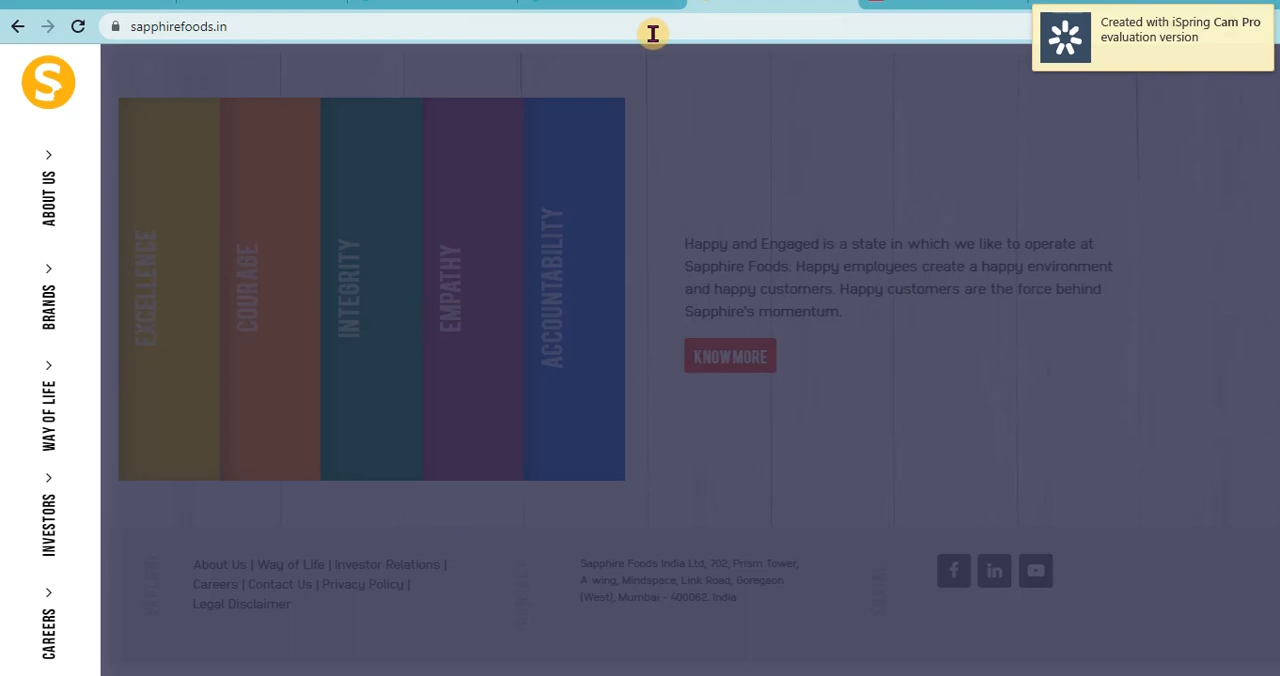 sapphirefoods.in
Created with iSpring Cam Pro
evaluation version
S
ABOUT US
BRANDS
WAY OF LIFE
INVESTORS
CAREERS
EXCELLENCE
COURAGE
INTEGRITY
EMPATHY
ACCOUNTABILITY
Happy and Engaged is a state in which we like to operate at
Sapphire Foods. Happy employees create a happy environment
and happy customers. Happy customers are the force behind
Sapphire's momentum.
KNOW MORE
EXPLORE
About Us | Way of Life | Investor Relations |
Careers | Contact Us | Privacy Policy |
Legal Disclaimer
CONTACT
Sapphire Foods India Ltd, 702, Prism Tower,
A wing, Mindspace, Link Road, Goregaon
(West), Mumbai - 400062. India